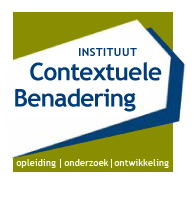 INSTITUUT
Contextuele
Benadering
opleiding | onderzoek | ontwikkeling